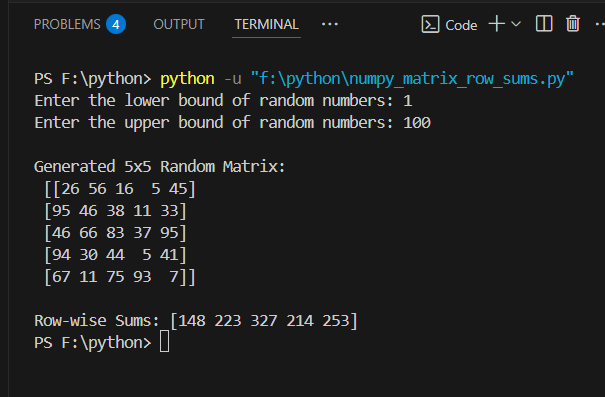 PROBLEMS 4 OUTPUT TERMINAL ... Code
PS F:\python> python -u "f:\python\numpy_matrix_row_sums.py"
Enter the lower bound of random numbers: 1
Enter the upper bound of random numbers: 100
Generated 5x5 Random Matrix:
 [[26 56 16  5 45]
 [95 46 38 11 33]
 [46 66 83 37 95]
 [94 30 44  5 41]
 [67 11 75 93  7]]
Row-wise Sums: [148 223 327 214 253]
PS F:\python>